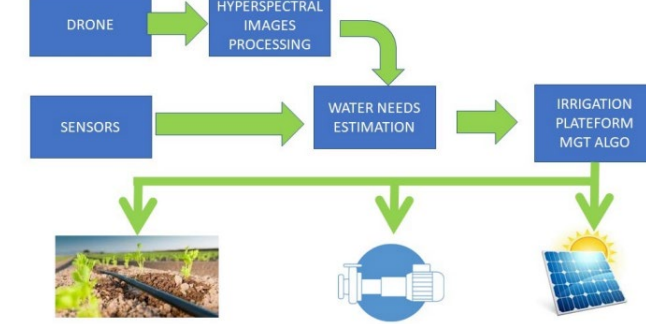 DRONE
HYPERSPECTRAL
IMAGES
PROCESSING
SENSORS
WATER NEEDS
ESTIMATION
IRRIGATION
PLATEFORM
MGT ALGO